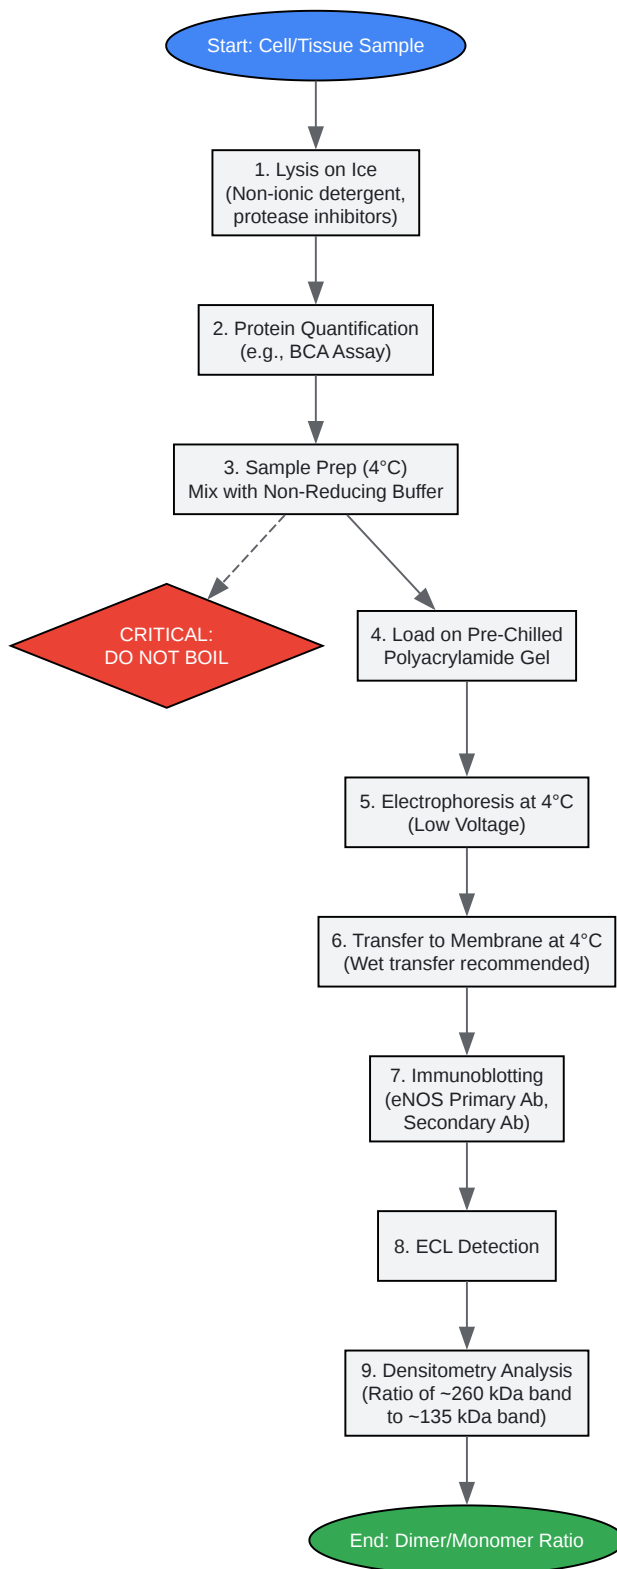 Start: Cell/Tissue Sample
1. Lysis on Ice
(Non-ionic detergent,
protease inhibitors)
2. Protein Quantification
(e.g., BCA Assay)
3. Sample Prep (4°C)
Mix with Non-Reducing Buffer
CRITICAL:
DO NOT BOIL
4. Load on Pre-Chilled
Polyacrylamide Gel
5. Electrophoresis at 4°C
(Low Voltage)
6. Transfer to Membrane at 4°C
(Wet transfer recommended)
7. Immunoblotting
(eNOS Primary Ab,
Secondary Ab)
8. ECL Detection
9. Densitometry Analysis
(Ratio of ~260 kDa band
to ~135 kDa band)
End: Dimer/Monomer Ratio